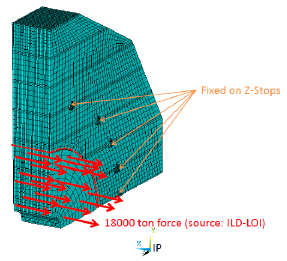 Fixed on Z-Stops
18000 ton force (source: ILD-LOI)
Z
IP